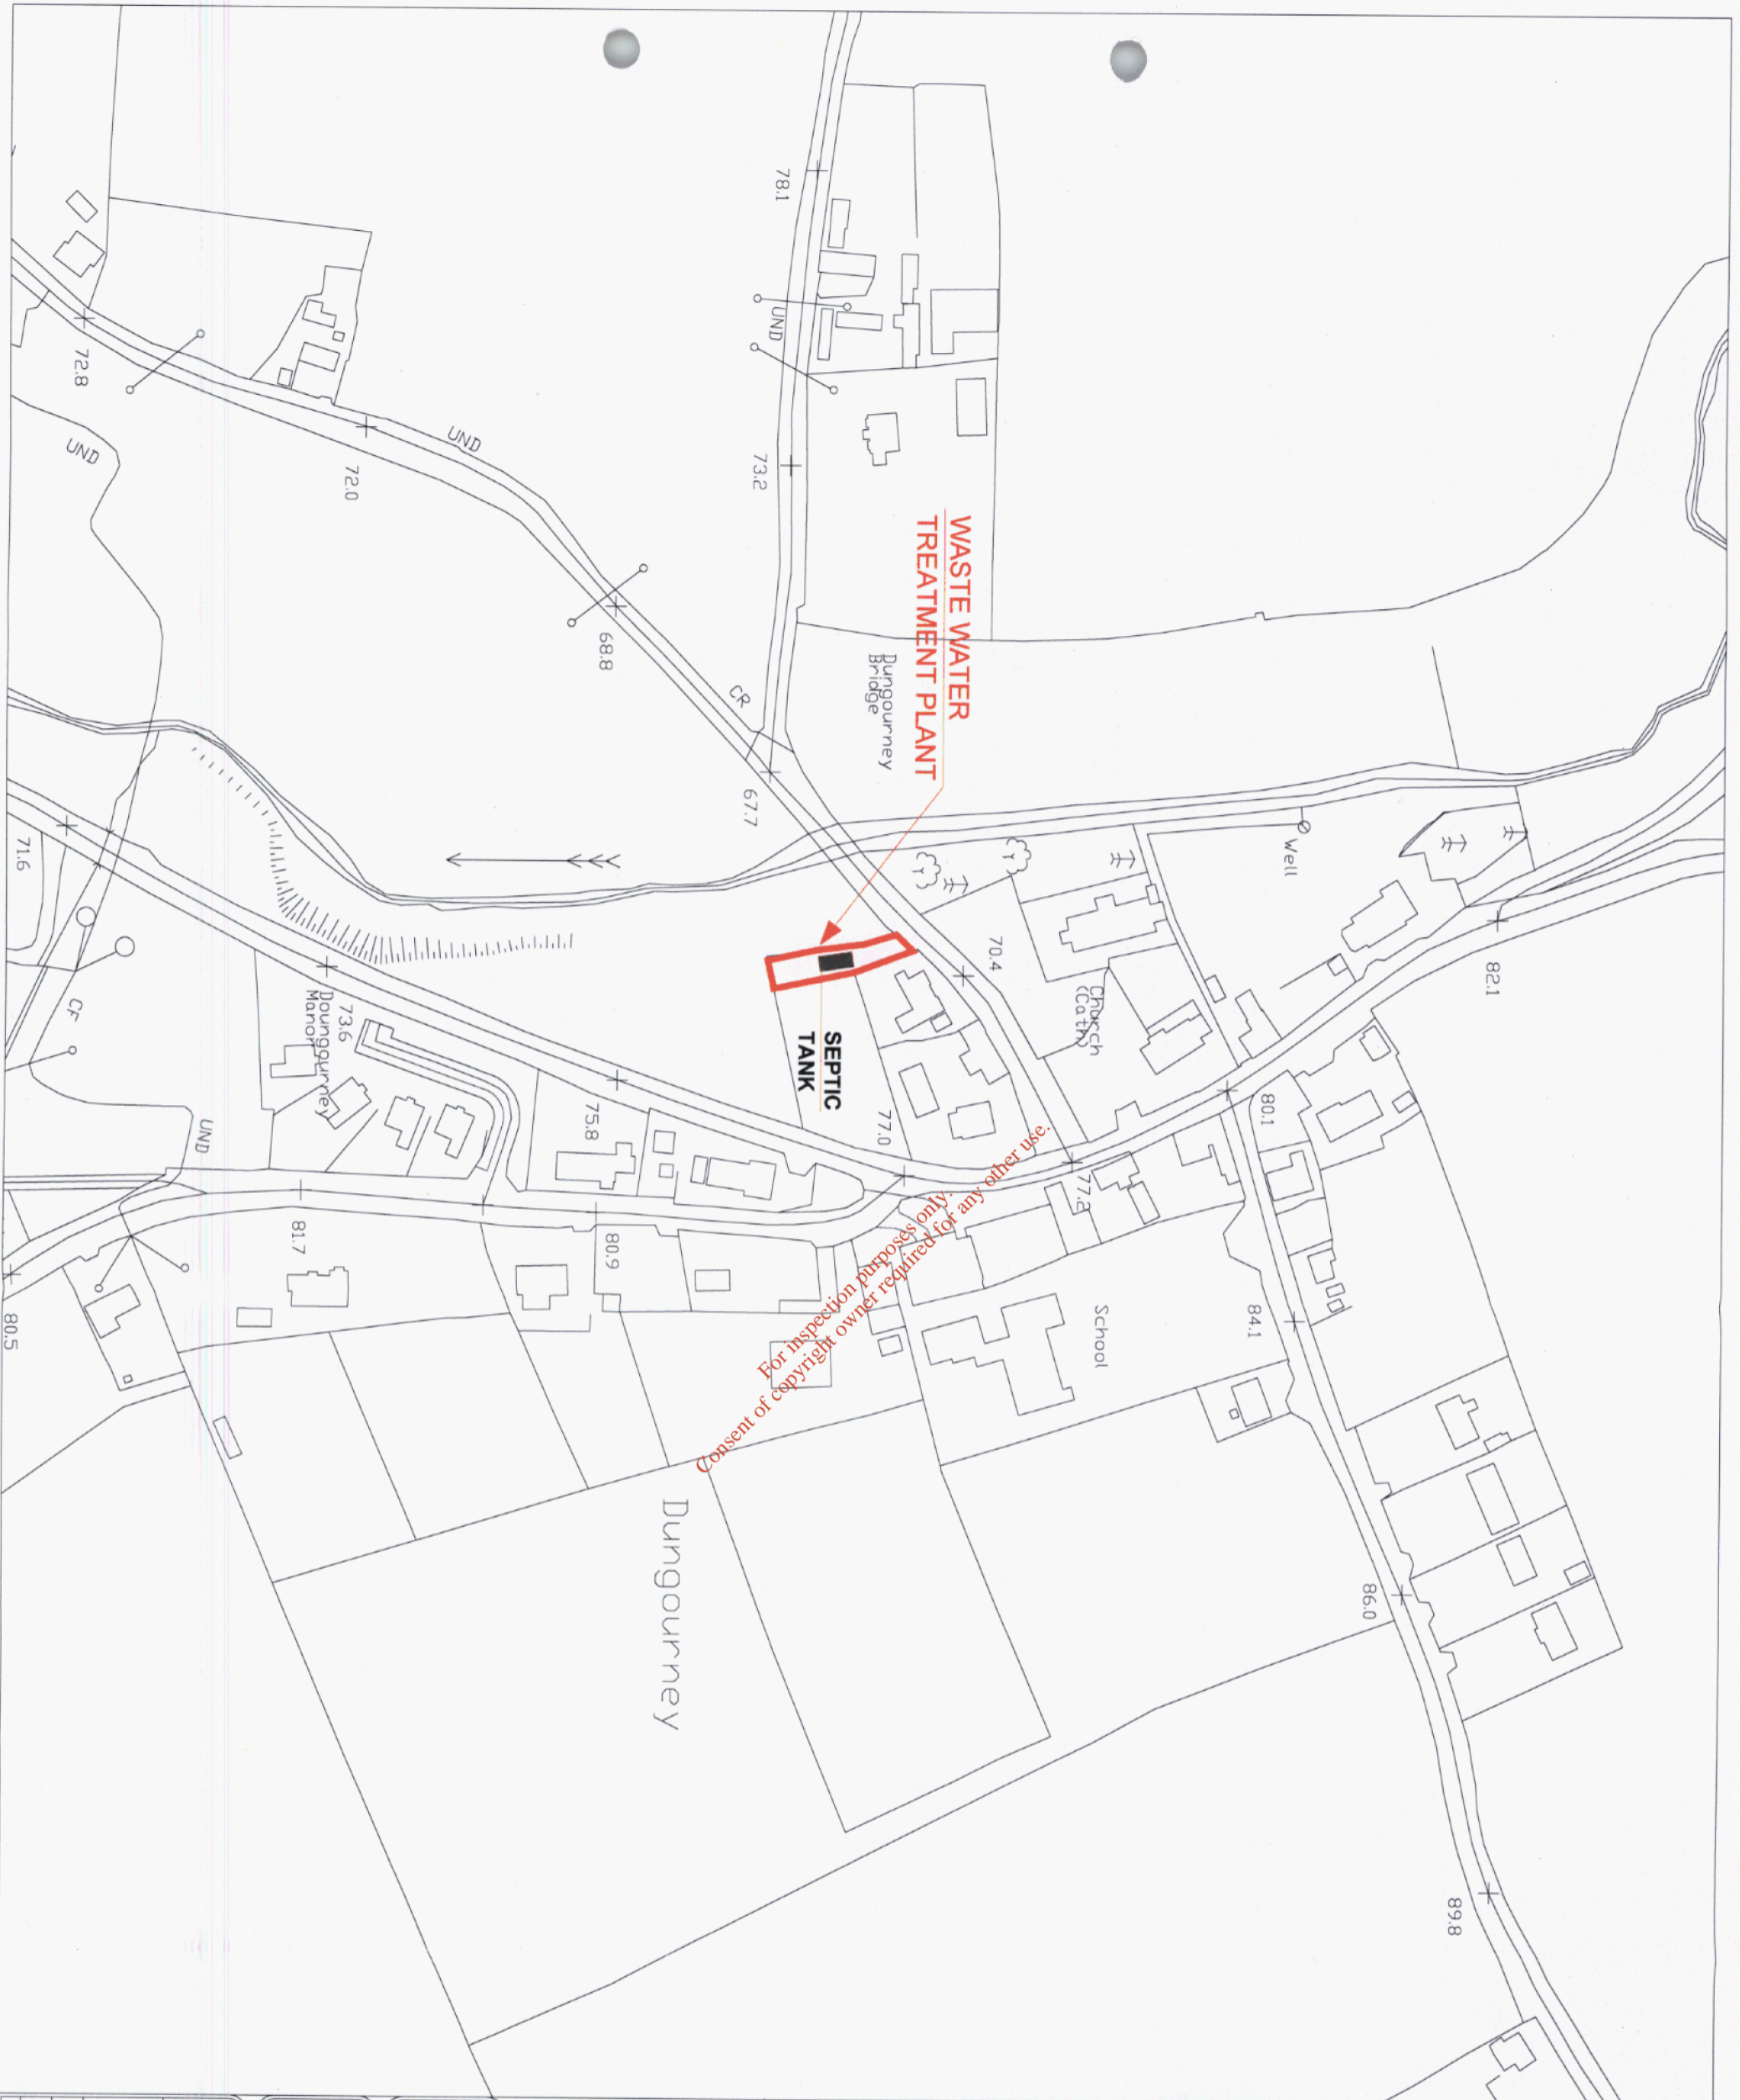 82.1
89.8
86.0
Well
80.1
84.1
School
Church
(Cath)
77.2
70.4
WASTE WATER
TREATMENT PLANT
Dungourney
Bridge
77.0
SEPTIC
TANK
78.1
UND
73.2
67.7
CR
Dungourney
80.9
68.8
75.8
UND
72.0
73.6
Doungourney
Manor
81.7
UND
72.8
UND
CF
71.6
80.5
For inspection purposes only.
Consent of copyright owner required for any other use.